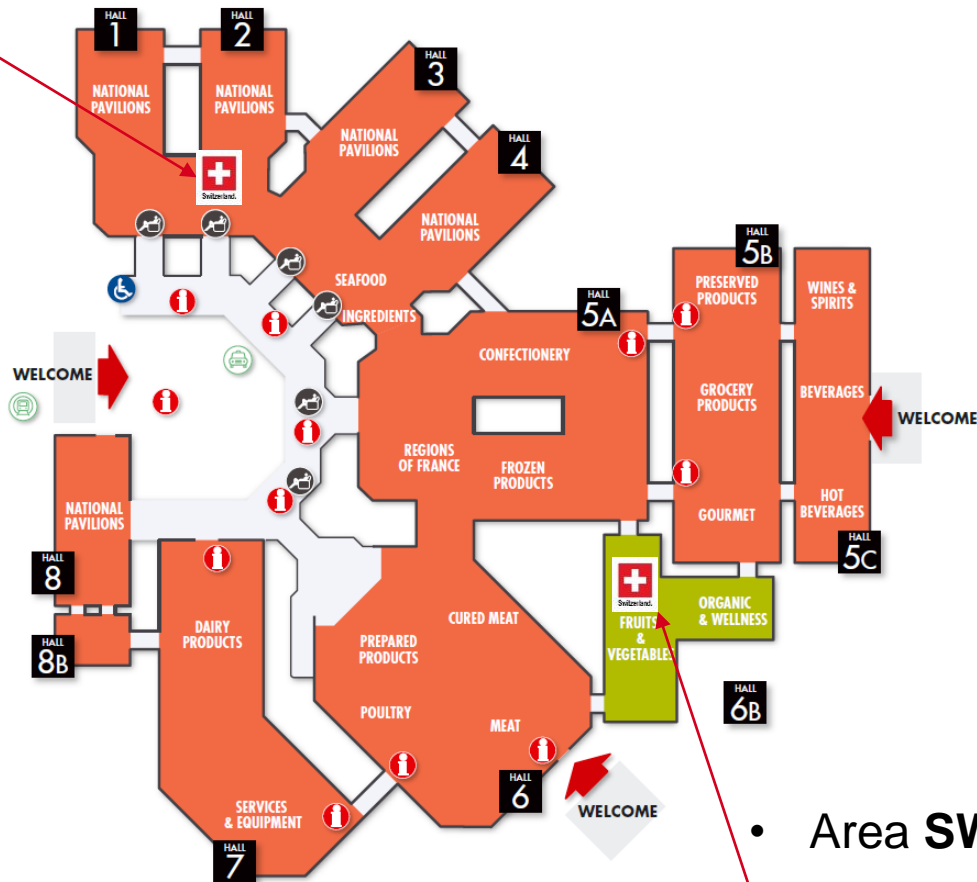 HALL
1
HALL
2
HALL
3
HALL
4
NATIONAL
PAVILIONS
NATIONAL
PAVILIONS
NATIONAL
PAVILIONS
NATIONAL
PAVILIONS
Switzerland.
SEAFOOD
INGREDIENTS
HALL
5A
HALL
5B
PRESERVED
PRODUCTS
WINES &
SPIRITS
CONFECTIONERY
WELCOME
GROCERY
PRODUCTS
BEVERAGES
WELCOME
REGIONS
OF FRANCE
FROZEN
PRODUCTS
NATIONAL
PAVILIONS
GOURMET
HOT
BEVERAGES
HALL
5C
HALL
8
HALL
8B
DAIRY
PRODUCTS
CURED MEAT
PREPARED
PRODUCTS
Switzerland.
FRUITS
&
VEGETABLES
ORGANIC
& WELLNESS
HALL
6B
POULTRY
MEAT
HALL
6
WELCOME
SERVICES
& EQUIPMENT
HALL
7
• Area SW